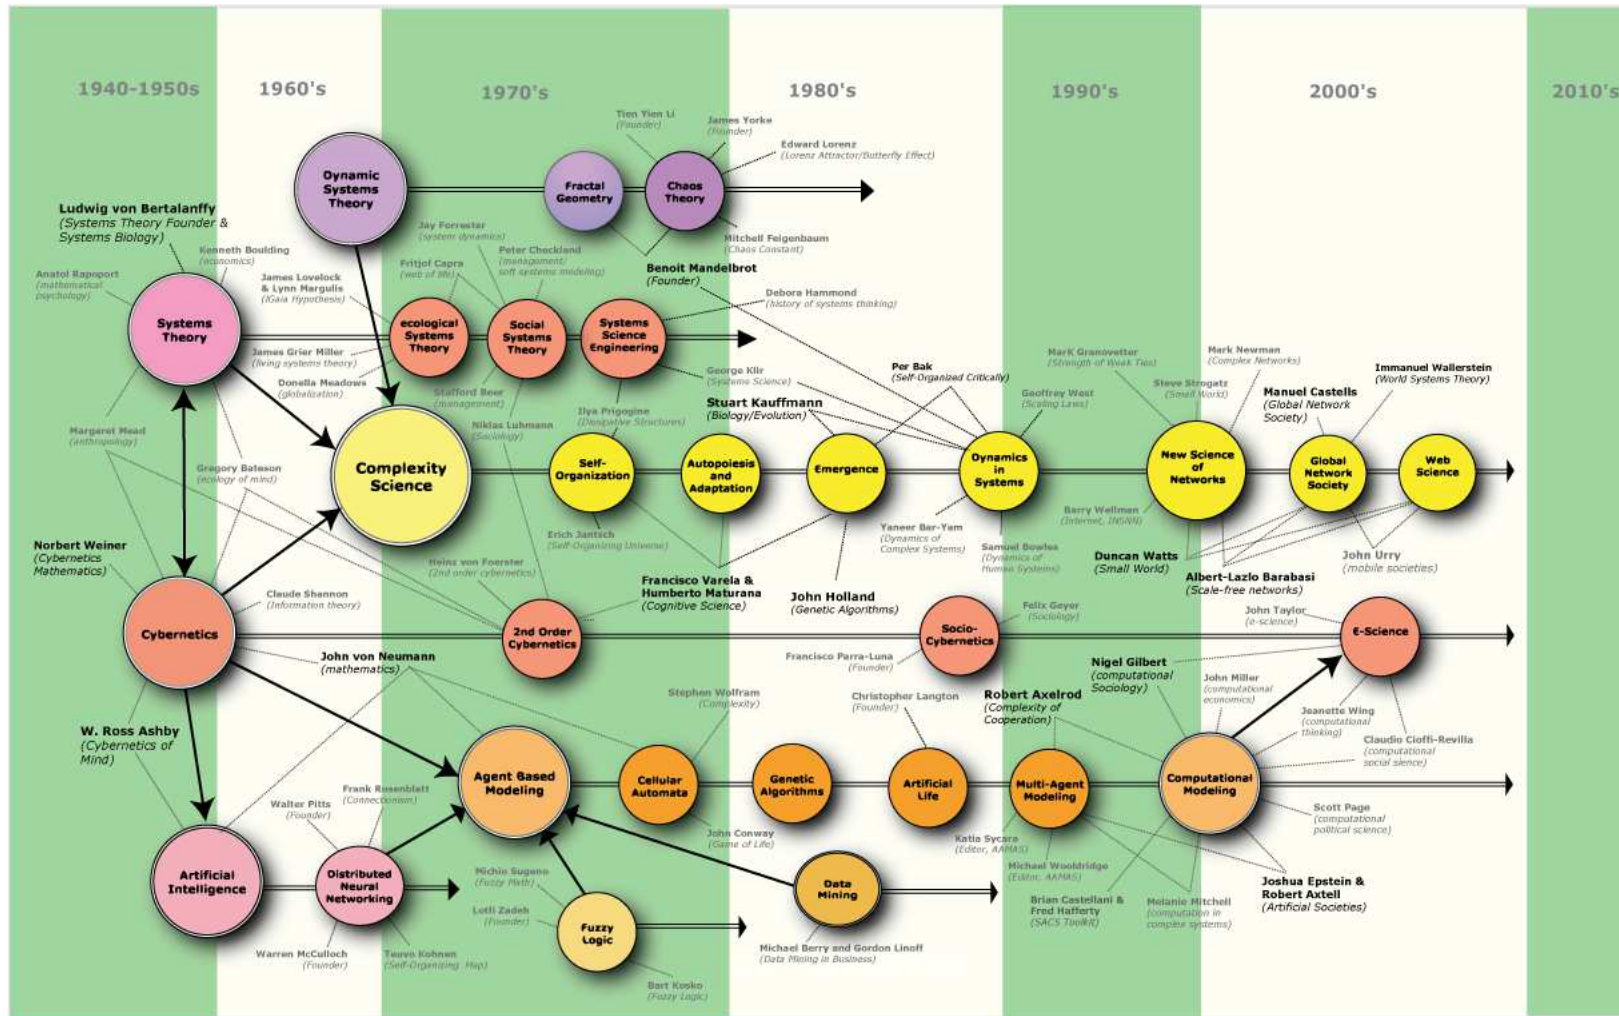 1940-1950s
1960's
1970's
1980's
1990's
2000's
2010's
Tien Yien Li
(Founder)
James Yorke
(Founder)
Edward Lorenz
(Lorenz Attractor/Butterfly Effect)
Dynamic
Systems
Theory
Fractal
Geometry
Chaos
Theory
Mitchell Feigenbaum
(Chaos Constant)
Benoit Mandelbrot
(Founder)
Ludwig von Bertalanffy
(Systems Theory Founder &
Systems Biology)
Kenneth Boulding
(economics)
Anatol Rapoport
(mathematical
psychology)
James Lovelock
& Lynn Margulis
(IGaia Hypothesis)
Fritjof Capra
(web of life)
Jay Forrester
(system dynamics)
Peter Checkland
(management/
soft systems modeling)
Debora Hammond
(history of systems thinking)
Systems
Theory
ecological
Systems
Theory
Social
Systems
Theory
Systems
Science
Engineering
James Grier Miller
(living systems theory)
Donella Meadows
(globalization)
Stafford Beer
(management)
Niklas Luhmann
(Sociology)
Ilya Prigogine
(Dissipative Structures)
George Klir
(Systems Science)
Stuart Kauffmann
(Biology/Evolution)
Per Bak
(Self-Organized Critically)
MarK Granovetter
(Strength of Weak Ties)
Geoffrey West
(Scaling Laws)
Mark Newman
(Complex Networks)
Steve Strogatz
(Small World)
Manuel Castells
(Global Network
Society)
Immanuel Wallerstein
(World Systems Theory)
Margaret Mead
(anthropology)
Gregory Bateson
(ecology of mind)
Complexity
Science
Self-
Organization
Autopoiesis
and
Adaptation
Emergence
Dynamics
in
Systems
New Science
of
Networks
Global
Network
Society
Web
Science
Erich Jantsch
(Self-Organizing Universe)
Heinz von Foerster
(2nd order cybernetics)
Francisco Varela &
Humberto Maturana
(Cognitive Science)
John Holland
(Genetic Algorithms)
Yaneer Bar-Yam
(Dynamics of
Complex Systems)
Samuel Bowles
(Dynamics of
Human Systems)
Barry Wellman
(Internet, INSNN)
Duncan Watts
(Small World)
Albert-Lazlo Barabasi
(Scale-free networks)
John Urry
(mobile societies)
Norbert Weiner
(Cybernetics
Mathematics)
Claude Shannon
(Information theory)
Cybernetics
2nd Order
Cybernetics
Socio-
Cybernetics
E-Science
Felix Geyer
(Sociology)
Francisco Parra-Luna
(Founder)
John Taylor
(e-science)
John von Neumann
(mathematics)
W. Ross Ashby
(Cybernetics of
Mind)
Stephen Wolfram
(Complexity)
Christopher Langton
(Founder)
Robert Axelrod
(Complexity of
Cooperation)
Nigel Gilbert
(computational
Sociology)
John Miller
(computational
economics)
Jeanette Wing
(computational
thinking)
Claudio Cioffi-Revilla
(computational
social sience)
Agent Based
Modeling
Cellular
Automata
Genetic
Algorithms
Artificial
Life
Multi-Agent
Modeling
Computational
Modeling
John Conway
(Game of Life)
Katia Sycara
(Editor, AAMAS)
Michael Wooldridge
(Editor, AAMAS)
Brian Castellani &
Fred Hafferty
(SACS Toolkit)
Melanie Mitchell
(computation in
complex systems)
Scott Page
(computational
political science)
Joshua Epstein &
Robert Axtell
(Artificial Societies)
Walter Pitts
(Founder)
Frank Rosenblatt
(Connectionism)
Artificial
Intelligence
Distributed
Neural
Networking
Warren McCulloch
(Founder)
Teuvo Kohnen
(Self-Organizing Map)
Michio Sugeno
(Fuzzy Math)
Lotfi Zadeh
(Founder)
Fuzzy
Logic
Bart Kosko
(Fuzzy Logic)
Data
Mining
Michael Berry and Gordon Linoff
(Data Mining in Business)